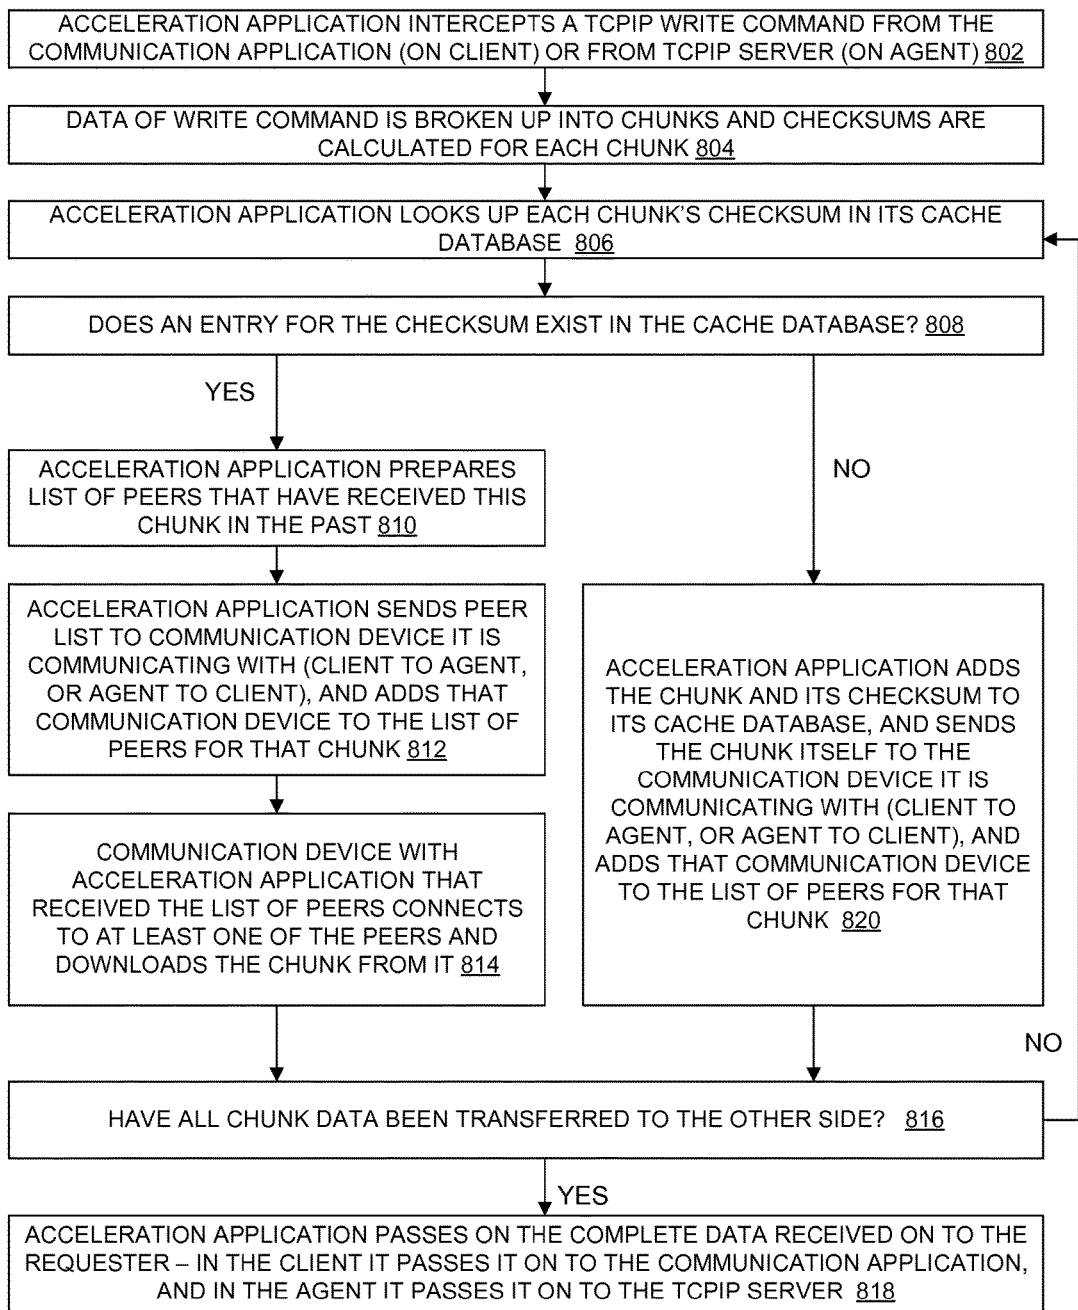 ACCELERATION APPLICATION INTERCEPTS A TCPIP WRITE COMMAND FROM THE
COMMUNICATION APPLICATION (ON CLIENT) OR FROM TCPIP SERVER (ON AGENT) 802
DATA OF WRITE COMMAND IS BROKEN UP INTO CHUNKS AND CHECKSUMS ARE
CALCULATED FOR EACH CHUNK 804
ACCELERATION APPLICATION LOOKS UP EACH CHUNK'S CHECKSUM IN ITS CACHE
DATABASE 806
DOES AN ENTRY FOR THE CHECKSUM EXIST IN THE CACHE DATABASE? 808
YES
NO
ACCELERATION APPLICATION PREPARES
LIST OF PEERS THAT HAVE RECEIVED THIS
CHUNK IN THE PAST 810
ACCELERATION APPLICATION SENDS PEER
LIST TO COMMUNICATION DEVICE IT IS
COMMUNICATING WITH (CLIENT TO AGENT,
OR AGENT TO CLIENT), AND ADDS THAT
COMMUNICATION DEVICE TO THE LIST OF
PEERS FOR THAT CHUNK 812
COMMUNICATION DEVICE WITH
ACCELERATION APPLICATION THAT
RECEIVED THE LIST OF PEERS CONNECTS
TO AT LEAST ONE OF THE PEERS AND
DOWNLOADS THE CHUNK FROM IT 814
ACCELERATION APPLICATION ADDS
THE CHUNK AND ITS CHECKSUM TO
ITS CACHE DATABASE, AND SENDS
THE CHUNK ITSELF TO THE
COMMUNICATION DEVICE IT IS
COMMUNICATING WITH (CLIENT TO
AGENT, OR AGENT TO CLIENT), AND
ADDS THAT COMMUNICATION DEVICE
TO THE LIST OF PEERS FOR THAT
CHUNK 820
NO
HAVE ALL CHUNK DATA BEEN TRANSFERRED TO THE OTHER SIDE? 816
YES
ACCELERATION APPLICATION PASSES ON THE COMPLETE DATA RECEIVED ON TO THE
REQUESTER – IN THE CLIENT IT PASSES IT ON TO THE COMMUNICATION APPLICATION,
AND IN THE AGENT IT PASSES IT ON TO THE TCPIP SERVER 818